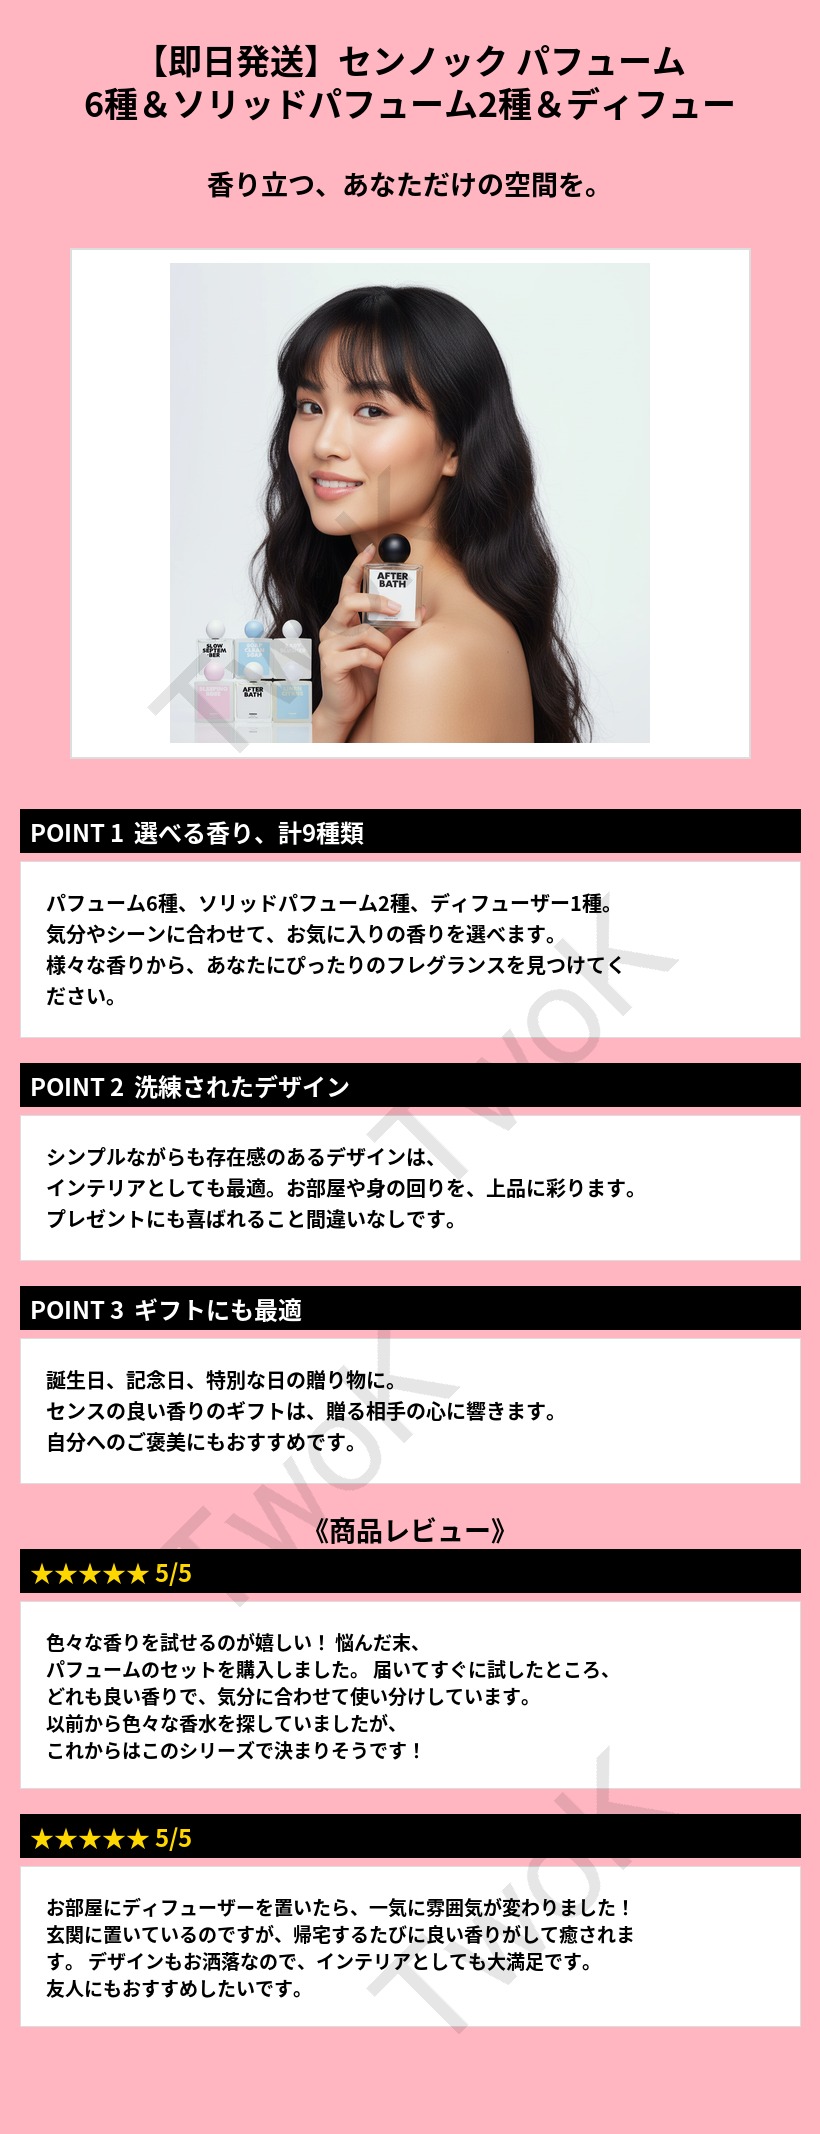 【即日発送】センノック パフューム
6種＆ソリッドパフューム2種＆ディフュー
香り立つ、あなただけの空間を。
AFTER
BATH
SLOW
SEPTEM
·BER
AFTER
BATH
TwoK
POINT 1 選べる香り、計9種類
パフューム6種、ソリッドパフューム2種、ディフューザー1種。
気分やシーンに合わせて、お気に入りの香りを選べます。
様々な香りから、あなたにぴったりのフレグランスを見つけてく
ださい。
TwoK
POINT 2 洗練されたデザイン
シンプルながらも存在感のあるデザインは、
インテリアとしても最適。お部屋や身の回りを、上品に彩ります。
プレゼントにも喜ばれること間違いなしです。
POINT 3 ギフトにも最適
誕生日、記念日、特別な日の贈り物に。
センスの良い香りのギフトは、贈る相手の心に響きます。
自分へのご褒美にもおすすめです。
TwoK
《商品レビュー》
★★★★★ 5/5
色々な香りを試せるのが嬉しい！ 悩んだ末、
パフュームのセットを購入しました。 届いてすぐに試したところ、
どれも良い香りで、気分に合わせて使い分けしています。
以前から色々な香水を探していましたが、
これからはこのシリーズで決まりそうです！
★★★★★ 5/5
お部屋にディフューザーを置いたら、一気に雰囲気が変わりました！
玄関に置いているのですが、帰宅するたびに良い香りがして癒されま
す。 デザインもお洒落なので、インテリアとしても大満足です。
友人にもおすすめしたいです。
TwoK